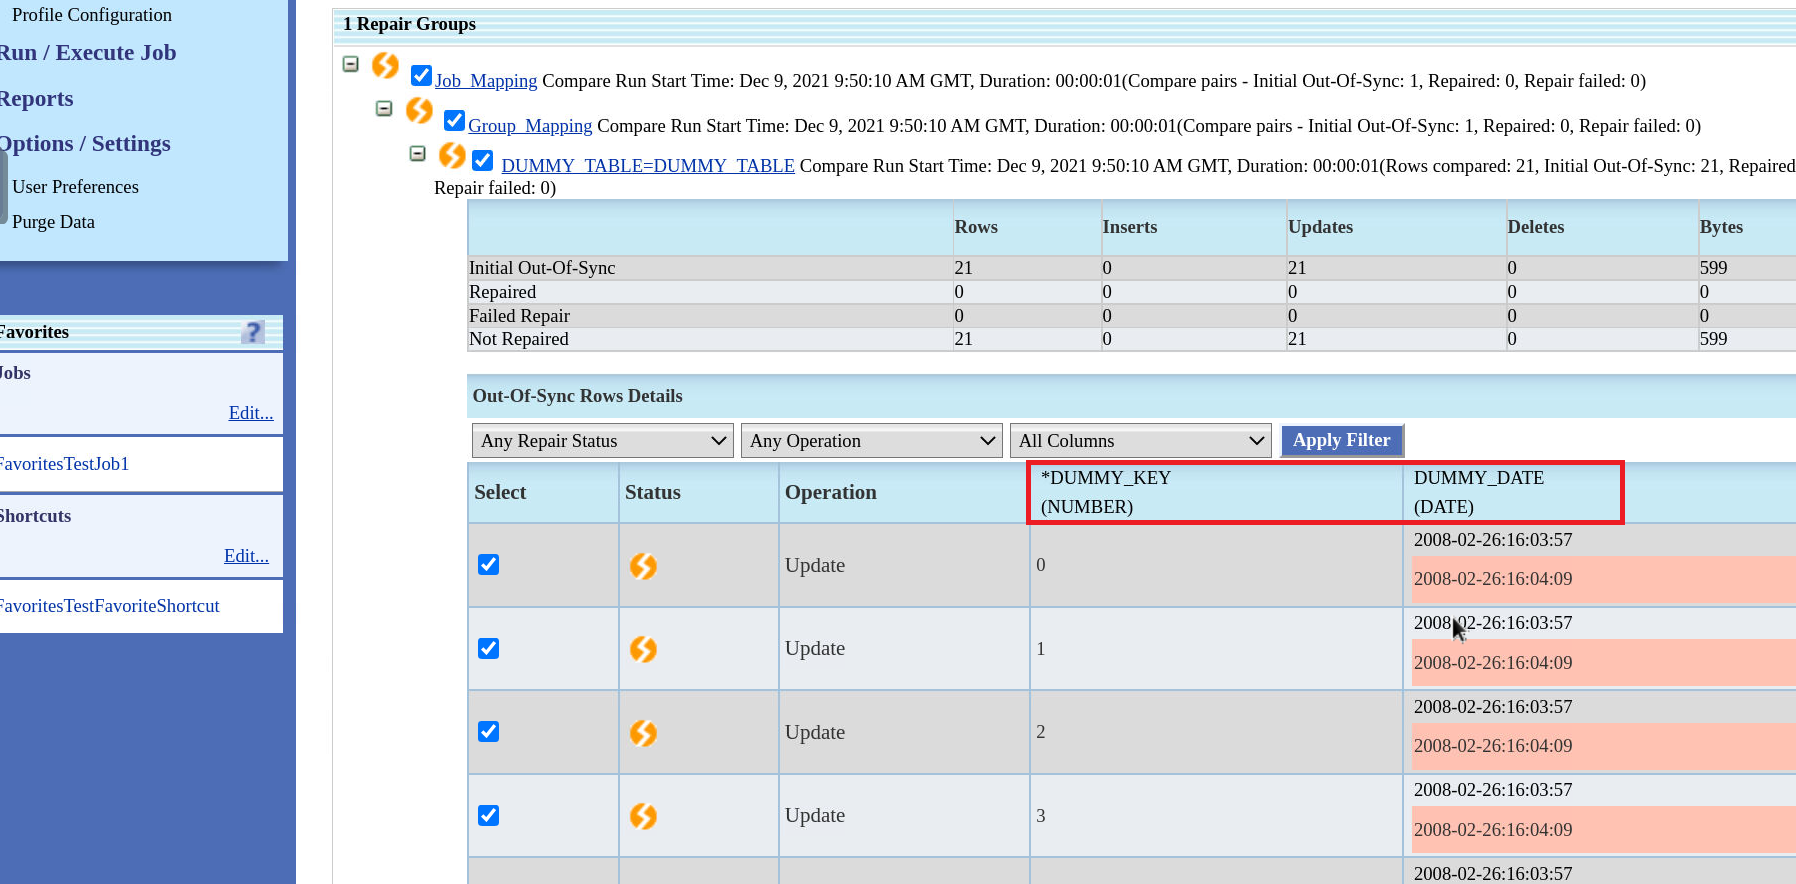 Profile Configuration
Run / Execute Job
Reports
Options / Settings
User Preferences
Purge Data
Favorites ?
Jobs
Edit...
FavoritesTestJob1
Shortcuts
Edit...
FavoritesTestFavoriteShortcut
1 Repair Groups
Job_Mapping Compare Run Start Time: Dec 9, 2021 9:50:10 AM GMT, Duration: 00:00:01(Compare pairs - Initial Out-Of-Sync: 1, Repaired: 0, Repair failed: 0)
Group_Mapping Compare Run Start Time: Dec 9, 2021 9:50:10 AM GMT, Duration: 00:00:01(Compare pairs - Initial Out-Of-Sync: 1, Repaired: 0, Repair failed: 0)
DUMMY_TABLE=DUMMY_TABLE Compare Run Start Time: Dec 9, 2021 9:50:10 AM GMT, Duration: 00:00:01(Rows compared: 21, Initial Out-Of-Sync: 21, Repaired
Repair failed: 0)
Rows Inserts Updates Deletes Bytes
Initial Out-Of-Sync 21 0 21 0 599
Repaired 0 0 0 0 0
Failed Repair 0 0 0 0 0
Not Repaired 21 0 21 0 599
Out-Of-Sync Rows Details
Any Repair Status Any Operation All Columns Apply Filter
Select Status Operation *DUMMY_KEY (NUMBER) DUMMY_DATE (DATE)
2008-02-26:16:03:57
Update 0 2008-02-26:16:04:09
2008-02-26:16:03:57
Update 1 2008-02-26:16:04:09
2008-02-26:16:03:57
Update 2 2008-02-26:16:04:09
2008-02-26:16:03:57
Update 3 2008-02-26:16:04:09
2008-02-26:16:03:57